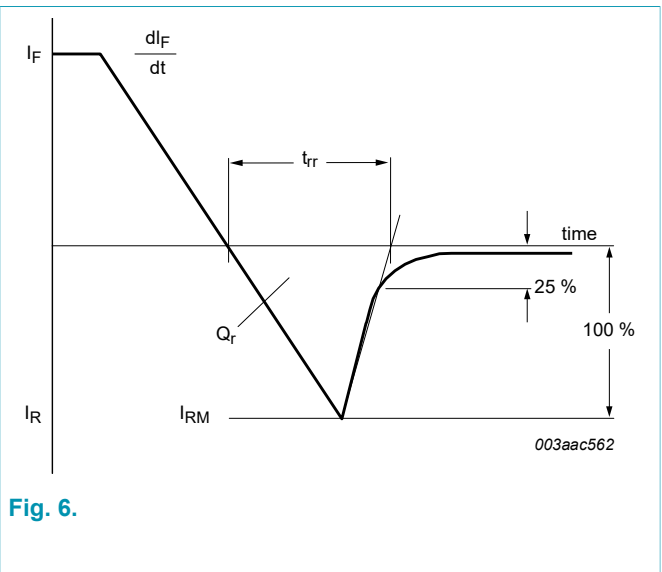 I_F
dI_F
dt
t_rr
time
25 %
Q_r
100 %
I_R
I_RM
003aac562
Fig. 6.